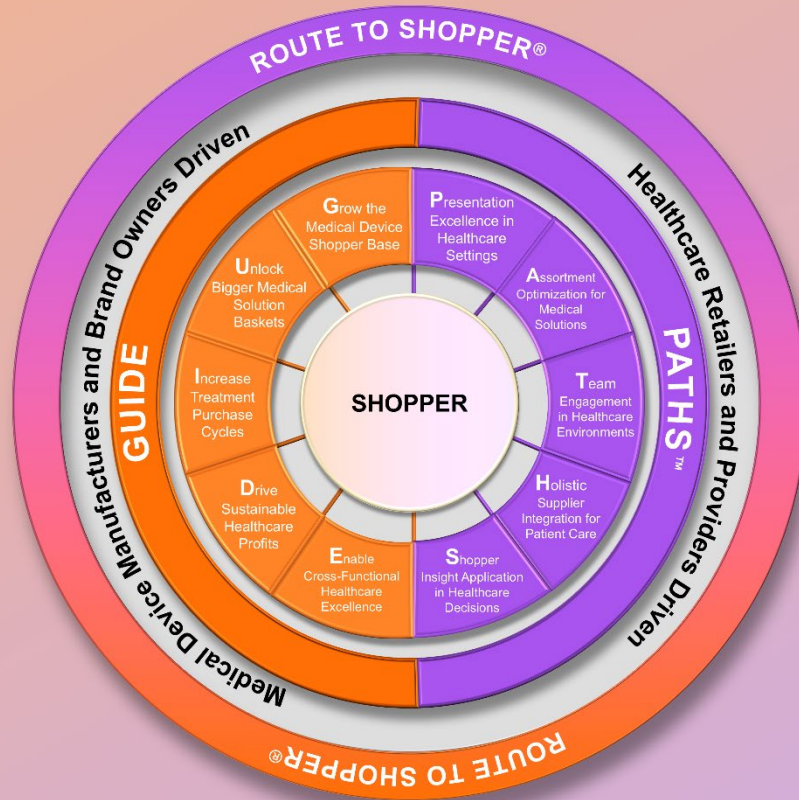 ROUTE TO SHOPPER®
Medical Device Manufacturers and Brand Owners Driven
Healthcare Retailers and Providers Driven
GUIDE
PATHS™
Grow the
Medical Device
Shopper Base
Unlock
Bigger Medical
Solution
Baskets
Increase
Treatment
Purchase
Cycles
Drive
Sustainable
Healthcare
Profits
Enable
Cross-Functional
Healthcare
Excellence
Presentation
Excellence in
Healthcare
Settings
Assortment
Optimization for
Medical
Solutions
Team
Engagement
in Healthcare
Environments
Holistic
Supplier
Integration for
Patient Care
Shopper
Insight Application
in Healthcare
Decisions
SHOPPER
ROUTE TO SHOPPER®